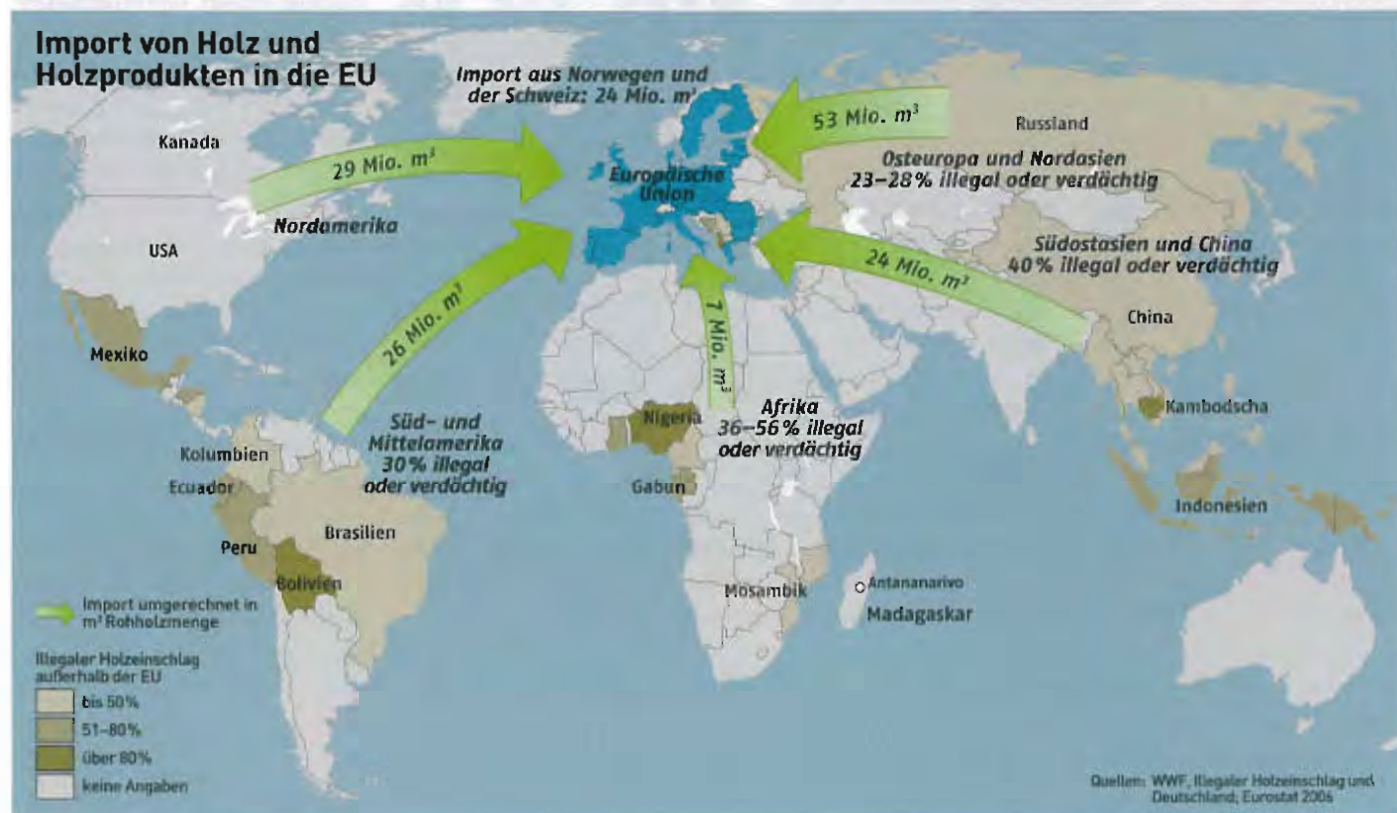 Import von Holz und
Holzprodukten in die EU
Import aus Norwegen und
der Schweiz: 24 Mio. m³
Kanada
29 Mio. m³
53 Mio. m³
Russland
Europäische
Union
Osteuropa und Nordasien
23–28% illegal oder verdächtig
Nordamerika
USA
Südostasien und China
40% illegal oder verdächtig
24 Mio. m³
26 Mio. m³
7 Mio. m³
China
Mexiko
Süd- und
Mittelamerika
30% illegal
oder verdächtig
Nigeria
Afrika
36–56% illegal
oder verdächtig
Kambodscha
Kolumbien
Ecuador
Gabun
Indonesien
Brasilien
Peru
Bolivien
Mosambik
Antananarivo
Madagaskar
Import umgerechnet in
m³ Rohholzmenge
Illegaler Holzeinschlag
außerhalb der EU
bis 50%
51–80%
über 80%
keine Angaben
Quellen: WWF, Illegaler Holzeinschlag und
Deutschland; Eurostat 2006